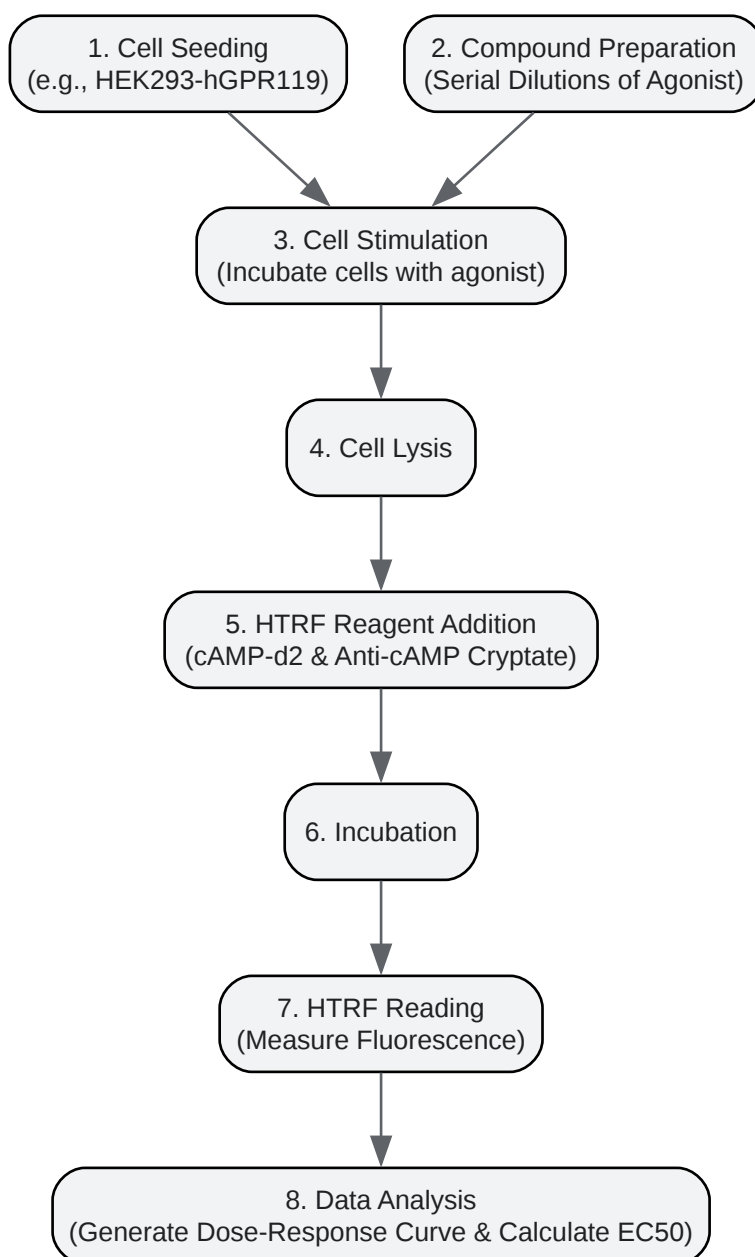 1. Cell Seeding
(e.g., HEK293-hGPR119)
2. Compound Preparation
(Serial Dilutions of Agonist)
3. Cell Stimulation
(Incubate cells with agonist)
4. Cell Lysis
5. HTRF Reagent Addition
(cAMP-d2 & Anti-cAMP Cryptate)
6. Incubation
7. HTRF Reading
(Measure Fluorescence)
8. Data Analysis
(Generate Dose-Response Curve & Calculate EC50)